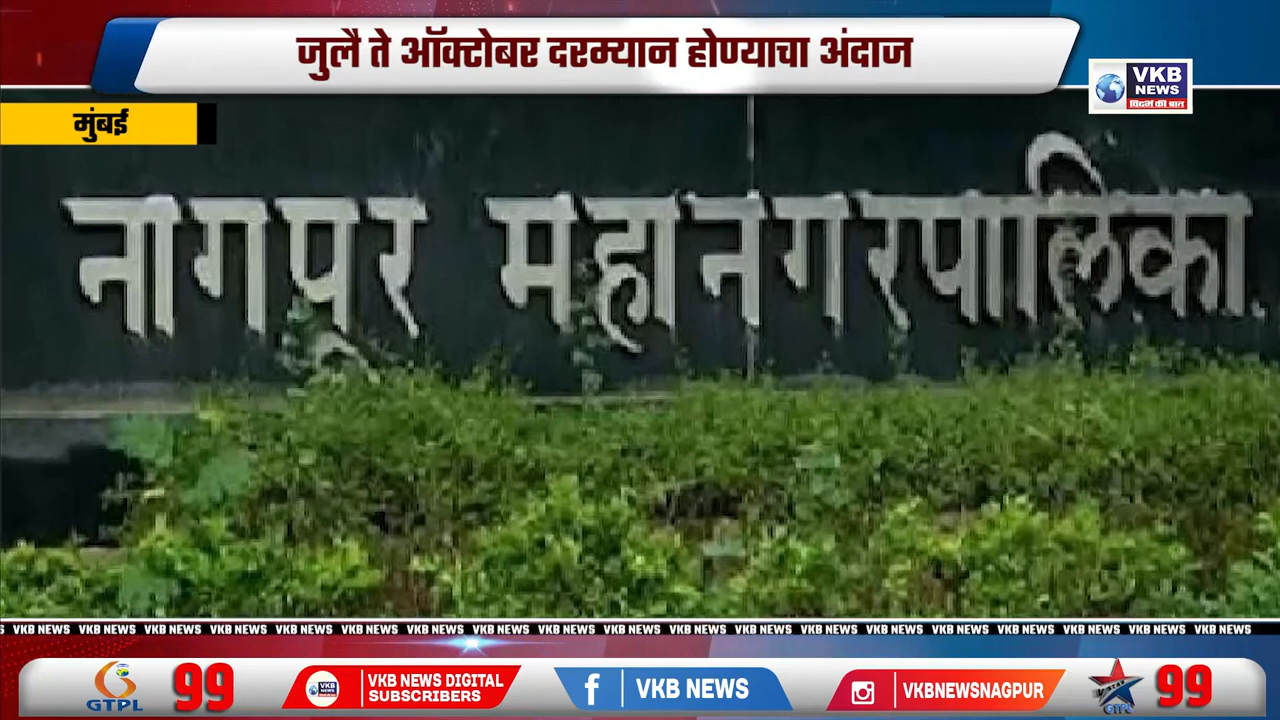 जुलै ते ऑक्टोबर दरम्यान होण्याचा अंदाज
VKB
NEWS
विदर्भ की बात
मुंबई
नागपूर महानगरपालिका
VKB NEWS VKB NEWS VKB NEWS VKB NEWS VKB NEWS VKB NEWS VKB NEWS VKB NEWS VKB NEWS VKB NEWS VKB NEWS VKB NEWS VKB NEWS VKB NEWS VKB NEWS VKB NEWS VKB NEWS VKB NEWS VKB NEWS
GTPL 99
VKB NEWS DIGITAL
SUBSCRIBERS
VKB NEWS
VKBNEWSNAGPUR
GTPL 99